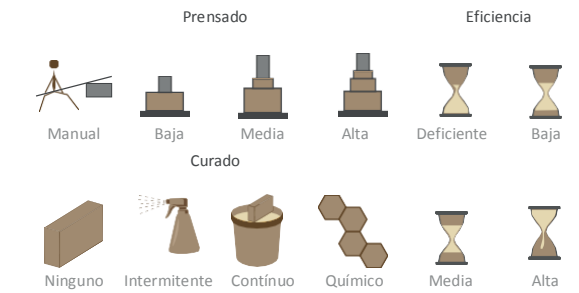 Prensado Eficiencia
Manual Baja Media Alta Deficiente Baja
Curado
Ninguno Intermitente Contínuo Químico Media Alta